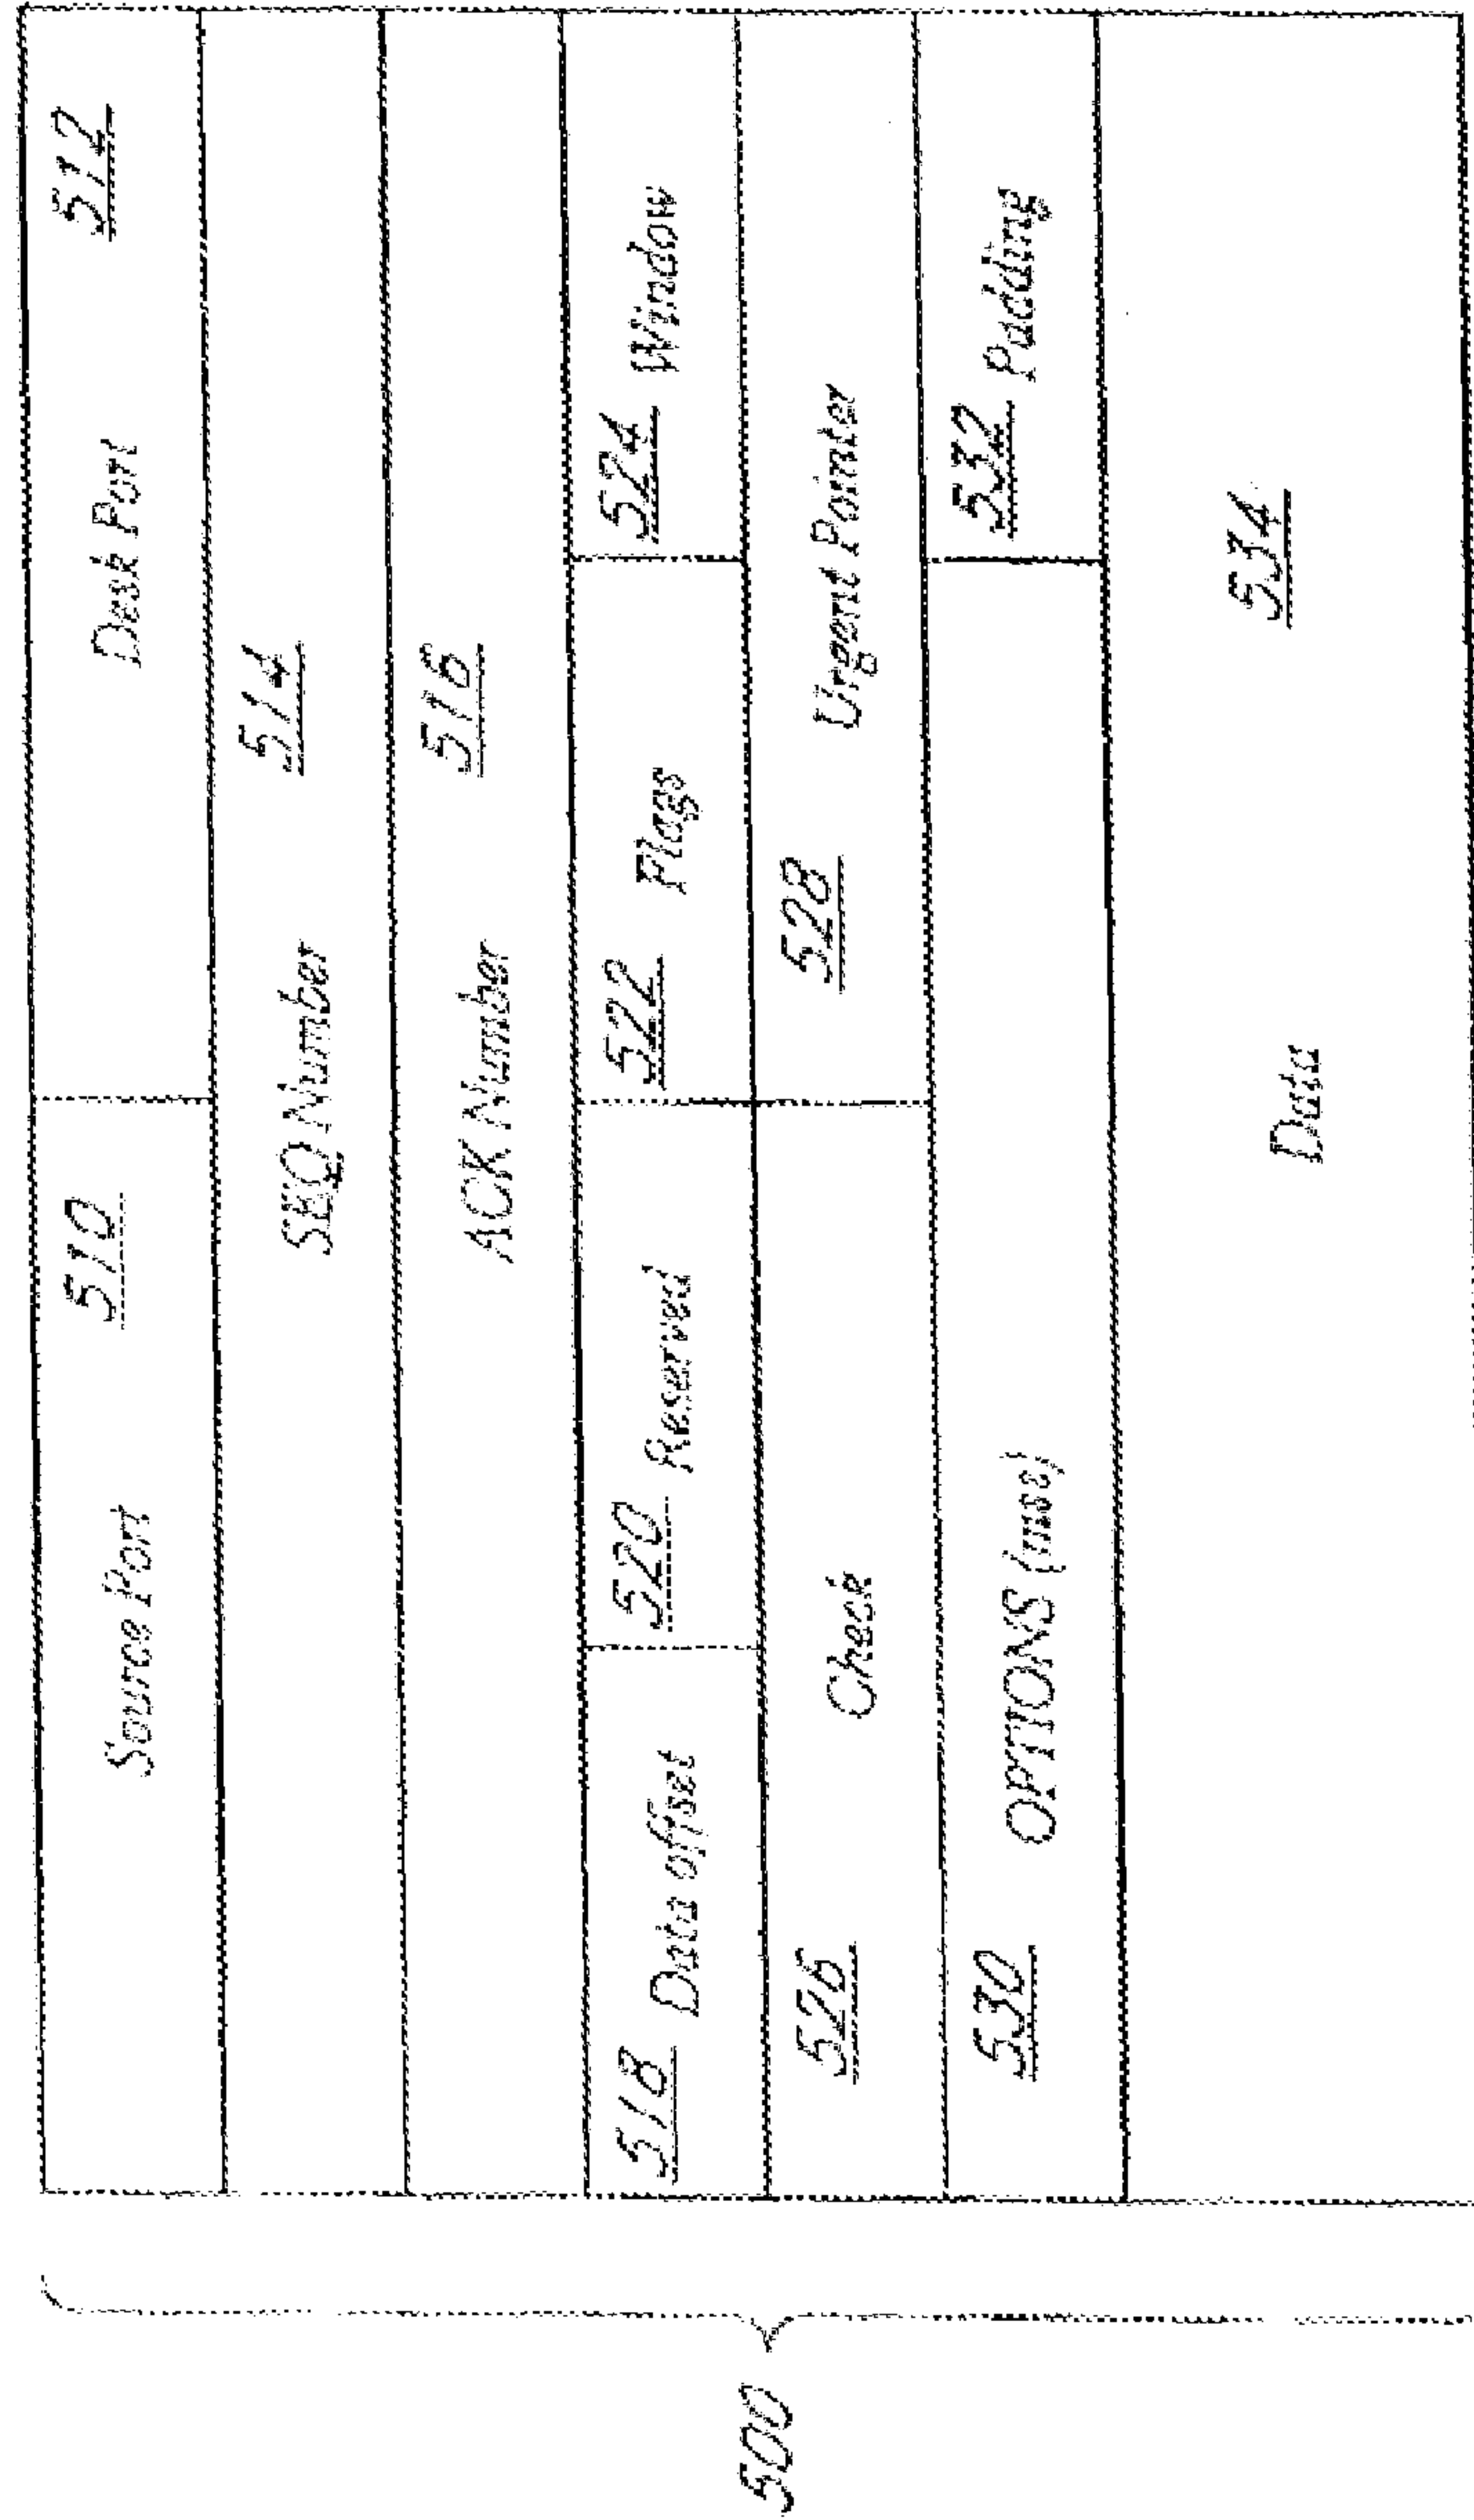 Source Port 510 Desk Port 512
SEQ Number 514
ACK Number 516
518 Data offset 520 Reserved 522 Flags 524 Window
526 Check 528 Urgent Pointer
530 OPTIONS (mse) 532 Padding
Data 534
500